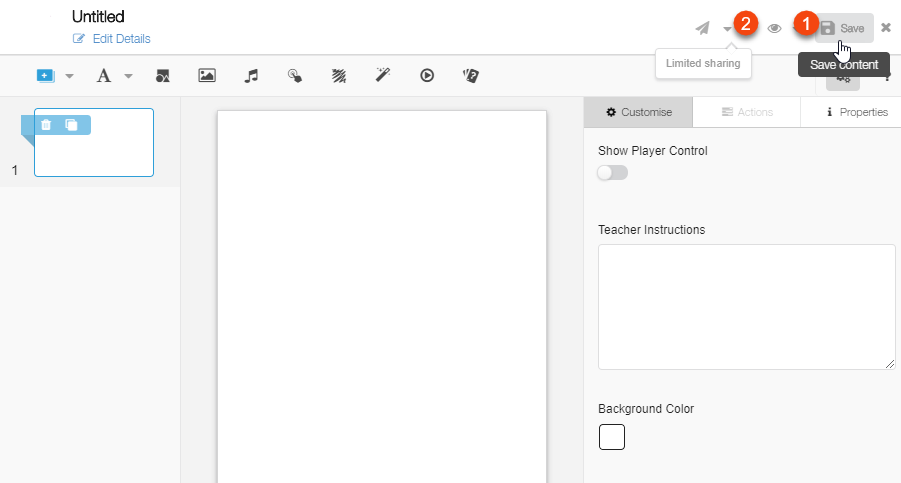 Untitled
Edit Details
2
1
Save
Limited sharing
Save content
A
?
Customise
Actions
Properties
Show Player Control
1
Teacher Instructions
Background Color